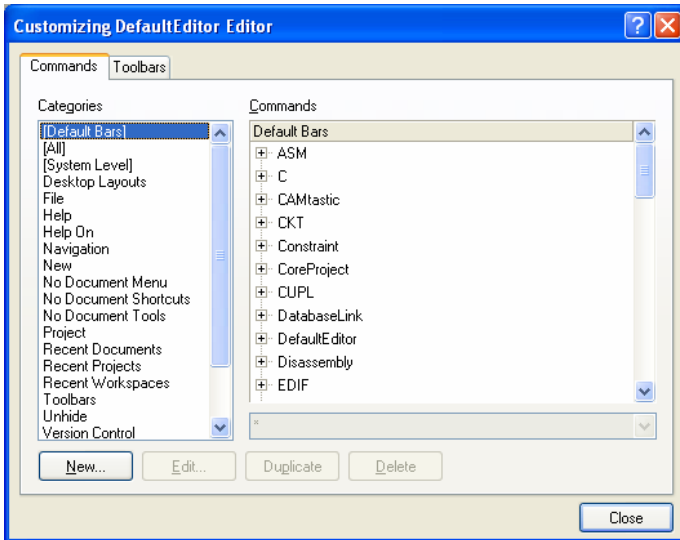 Customizing DefaultEditor Editor
Commands Toolbars
Categories
[Default Bars]
[All]
[System Level]
Desktop Layouts
File
Help
Help On
Navigation
New
No Document Menu
No Document Shortcuts
No Document Tools
Project
Recent Documents
Recent Projects
Recent Workspaces
Toolbars
Unhide
Version Control
Commands
Default Bars
ASM
C
CAMtastic
CKT
Constraint
CoreProject
CUPL
DatabaseLink
DefaultEditor
Disassembly
EDIF
*
New... Edit... Duplicate Delete
Close